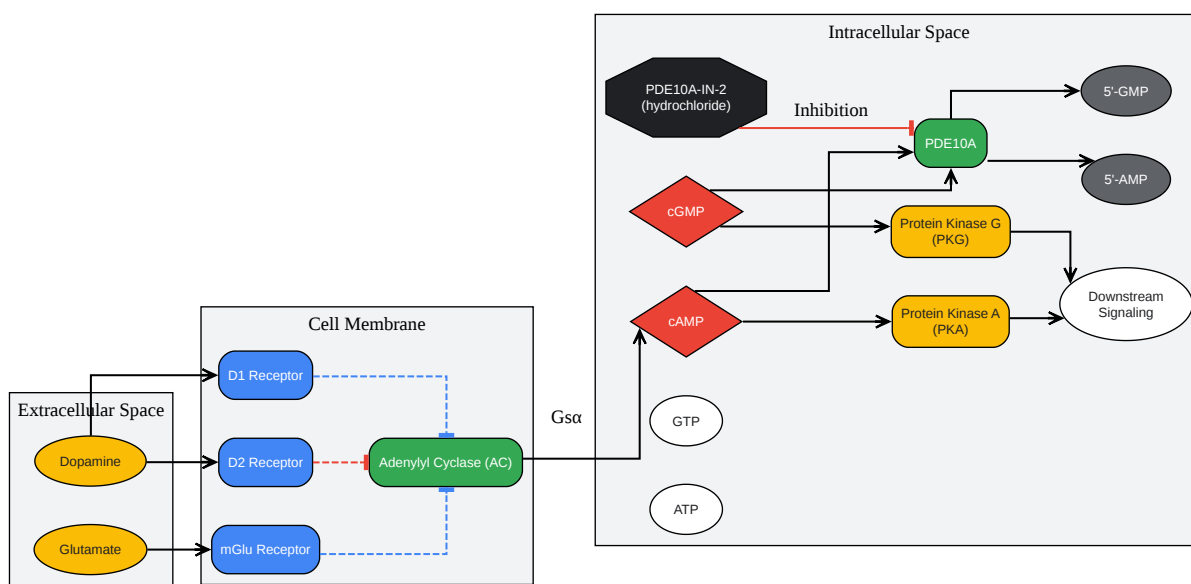 Intracellular Space
PDE10A-IN-2
(hydrochloride)
Inhibition
5'-GMP
PDE10A
5'-AMP
cGMP
Protein Kinase G
(PKG)
Downstream
Signaling
cAMP
Protein Kinase A
(PKA)
Cell Membrane
D1 Receptor
Extracellular Space
Gsα
GTP
Dopamine
D2 Receptor
Adenylyl Cyclase (AC)
ATP
Glutamate
mGlu Receptor